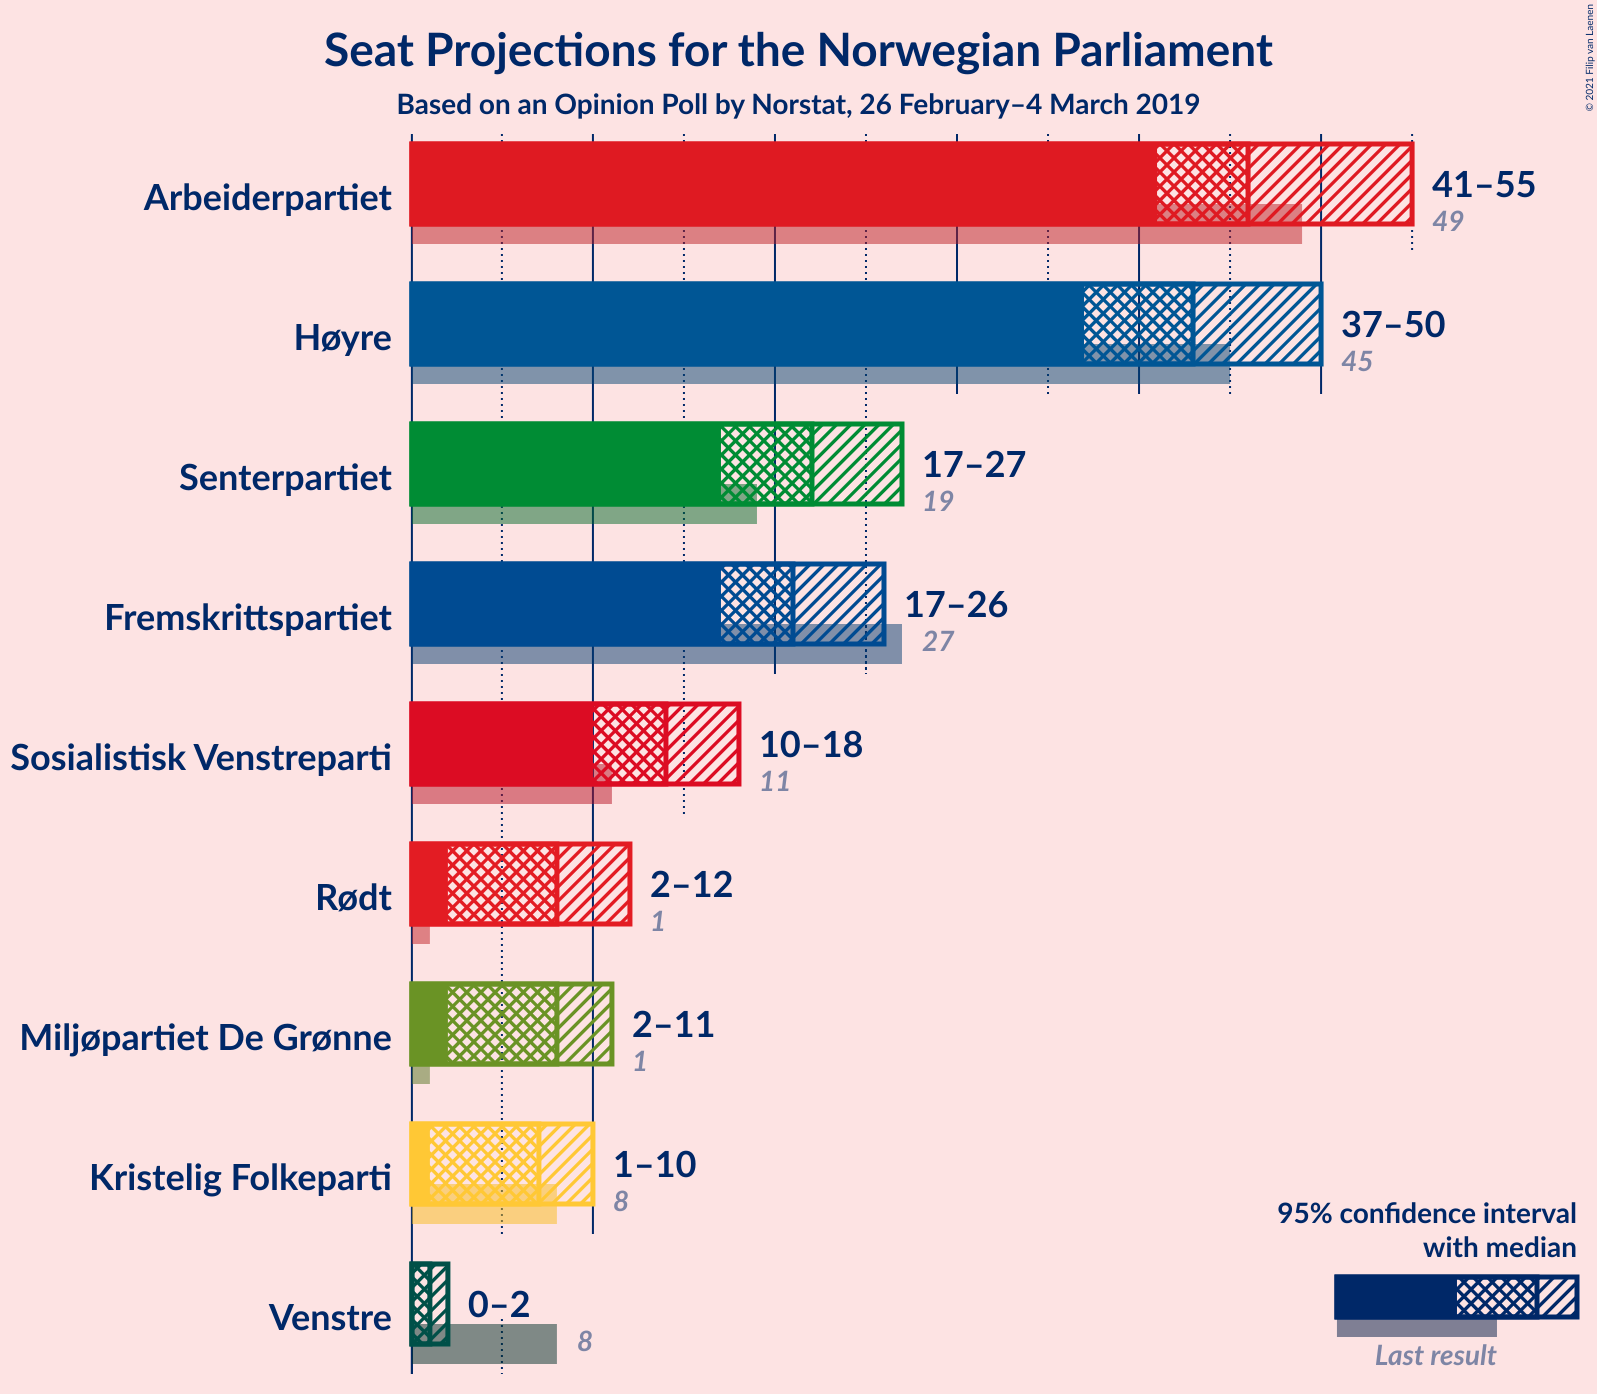 Seat Projections for the Norwegian Parliament
Based on an Opinion Poll by Norstat, 26 February–4 March 2019
© 2021 Filip van Laenen
Arbeiderpartiet
41–55
49
Høyre
37–50
45
Senterpartiet
17–27
19
Fremskrittspartiet
17–26
27
Sosialistisk Venstreparti
10–18
11
Rødt
2–12
1
Miljøpartiet De Grønne
2–11
1
Kristelig Folkeparti
1–10
8
Venstre
0–2
8
95% confidence interval
with median
Last result